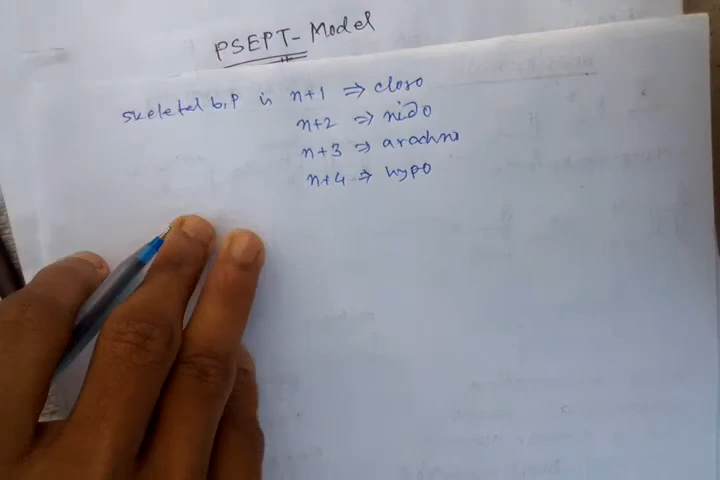 PSEPT- Model
Skeletal b.p is n+1 ⇒ closo
n+2 ⇒ nido
n+3 ⇒ arachno
n+4 ⇒ hypo